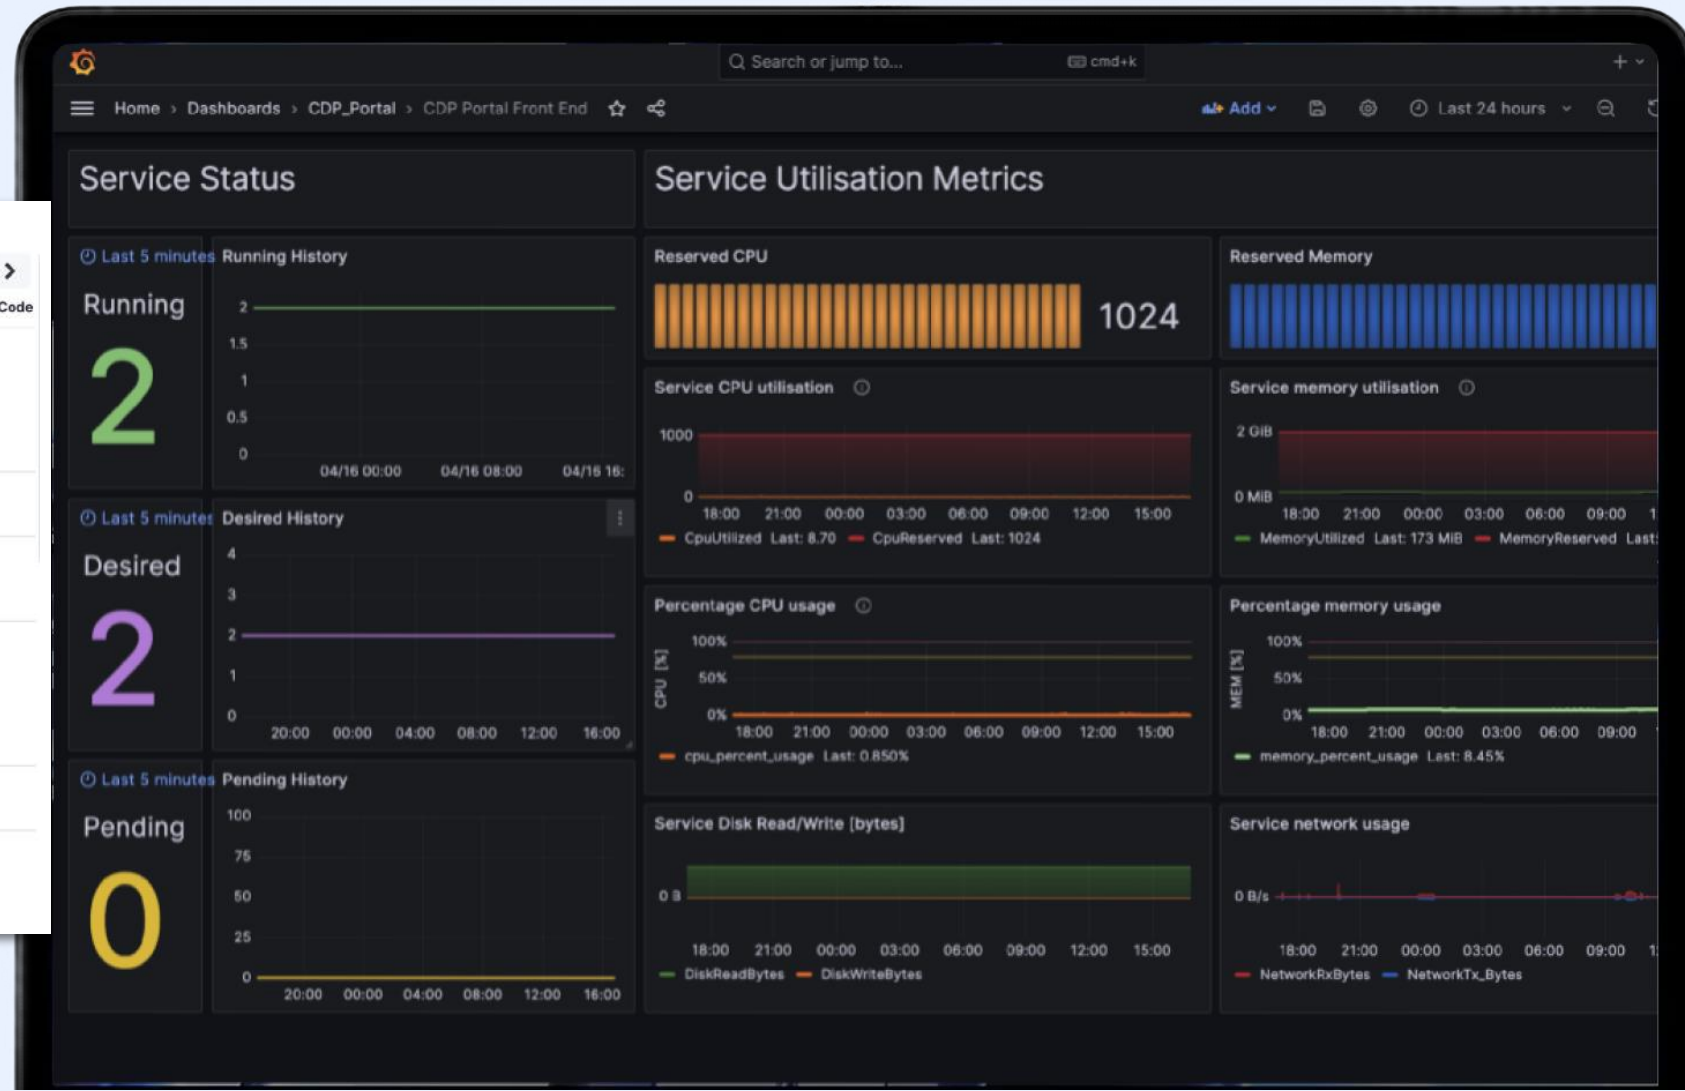 Search or jump to...
cmd+k
Home › Dashboards › CDP_Portal › CDP Portal Front End
Add
Last 24 hours
Code
Service Status
Last 5 minutes
Running
2
Running History
2
1.5
1
0.5
0
04/16 00:00 04/16 08:00 04/16 16:
Last 5 minutes
Desired
2
Desired History
4
3
2
1
0
20:00 00:00 04:00 08:00 12:00 16:00
Last 5 minutes
Pending
0
Pending History
100
75
50
25
0
20:00 00:00 04:00 08:00 12:00 16:00
Service Utilisation Metrics
Reserved CPU
1024
Reserved Memory
Service CPU utilisation
1000
0
18:00 21:00 00:00 03:00 06:00 09:00 12:00 15:00
CpuUtilized Last: 8.70 CpuReserved Last: 1024
Service memory utilisation
2 GiB
0 MiB
18:00 21:00 00:00 03:00 06:00 09:00 1
MemoryUtilized Last: 173 MiB MemoryReserved Last:
Percentage CPU usage
CPU [%]
100%
50%
0%
18:00 21:00 00:00 03:00 06:00 09:00 12:00 15:00
cpu_percent_usage Last: 0.850%
Percentage memory usage
MEM [%]
100%
50%
0%
18:00 21:00 00:00 03:00 06:00 09:00
memory_percent_usage Last: 8.45%
Service Disk Read/Write [bytes]
0 B
18:00 21:00 00:00 03:00 06:00 09:00 12:00 15:00
DiskReadBytes DiskWriteBytes
Service network usage
0 B/s
18:00 21:00 00:00 03:00 06:00 09:00 1
NetworkRxBytes NetworkTx_Bytes